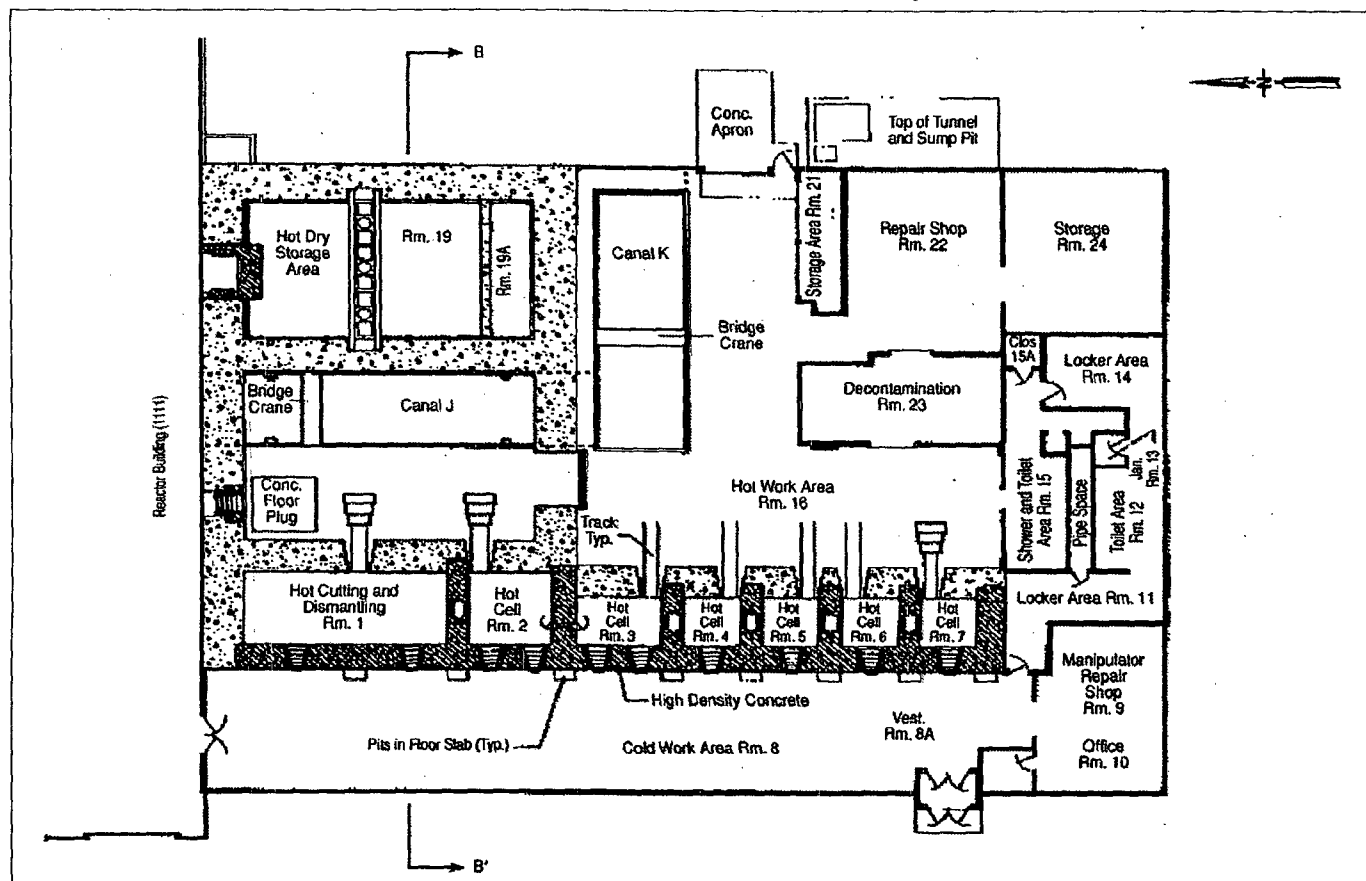 B
N
Conc.
Apron
Top of Tunnel
and Sump Pit
Hot Dry
Storage
Area
Rm. 19
Rm. 19A
Canal K
Storage Area Rm. 21
Repair Shop
Rm. 22
Storage
Rm. 24
Bridge
Crane
Clos
15A
Locker Area
Rm. 14
Bridge
Crane
Canal J
Decontamination
Rm. 23
Reactor Building (1111)
Conc.
Floor
Plug
Hot Work Area
Rm. 16
Track
Typ.
Shower and Toilet
Area Rm. 15
Pipe Space
Toilet Area
Rm. 12
Jan.
Rm. 13
Hot Cutting and
Dismantling
Rm. 1
Hot
Cell
Rm. 2
Hot
Cell
Rm. 3
Hot
Cell
Rm. 4
Hot
Cell
Rm. 5
Hot
Cell
Rm. 6
Hot
Cell
Rm. 7
Locker Area Rm. 11
High Density Concrete
Manipulator
Repair
Shop
Rm. 9
Pits in Floor Slab (Typ.)
Cold Work Area Rm. 8
Vest.
Rm. 8A
Office
Rm. 10
B'